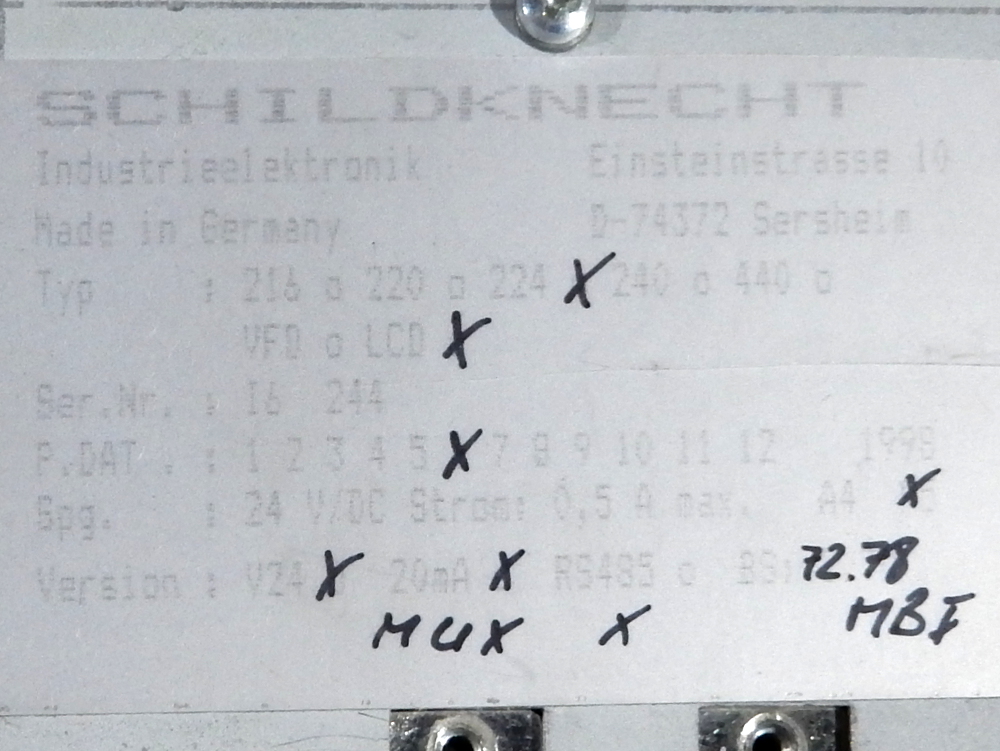 SCHILDKNECHT
Industrieelektronik Einsteinstrasse 10
Made in Germany D-74372 Sersheim
Typ : 216 o 220 o 224 X 240 o 440 o
VFD o LCD X
Ser.Nr. : I6 244
P.DAT . : 1 2 3 4 5 X 7 8 9 10 11 12 1998
Spg. : 24 V/DC Strom: 0,5 A max. A4 X
Version : V24 X 20mA X RS485 o BS: 72.78
MUX X MBI